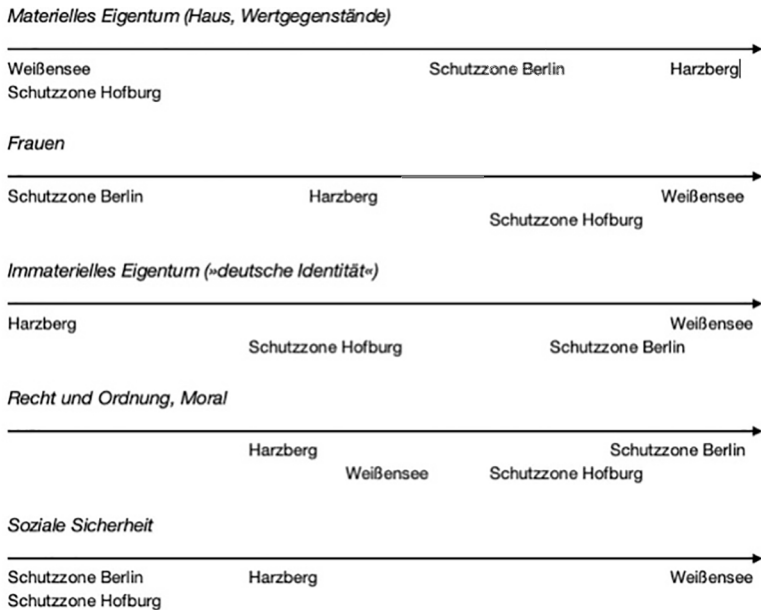 Materielles Eigentum (Haus, Wertgegenstände)
Weißensee Schutzzone Berlin Harzberg
Schutzzone Hofburg
Frauen
Schutzzone Berlin Harzberg Weißensee
Schutzzone Hofburg
Immaterielles Eigentum (»deutsche Identität«)
Harzberg Weißensee
Schutzzone Hofburg Schutzzone Berlin
Recht und Ordnung, Moral
Harzberg Schutzzone Berlin
Weißensee Schutzzone Hofburg
Soziale Sicherheit
Schutzzone Berlin Harzberg Weißensee
Schutzzone Hofburg